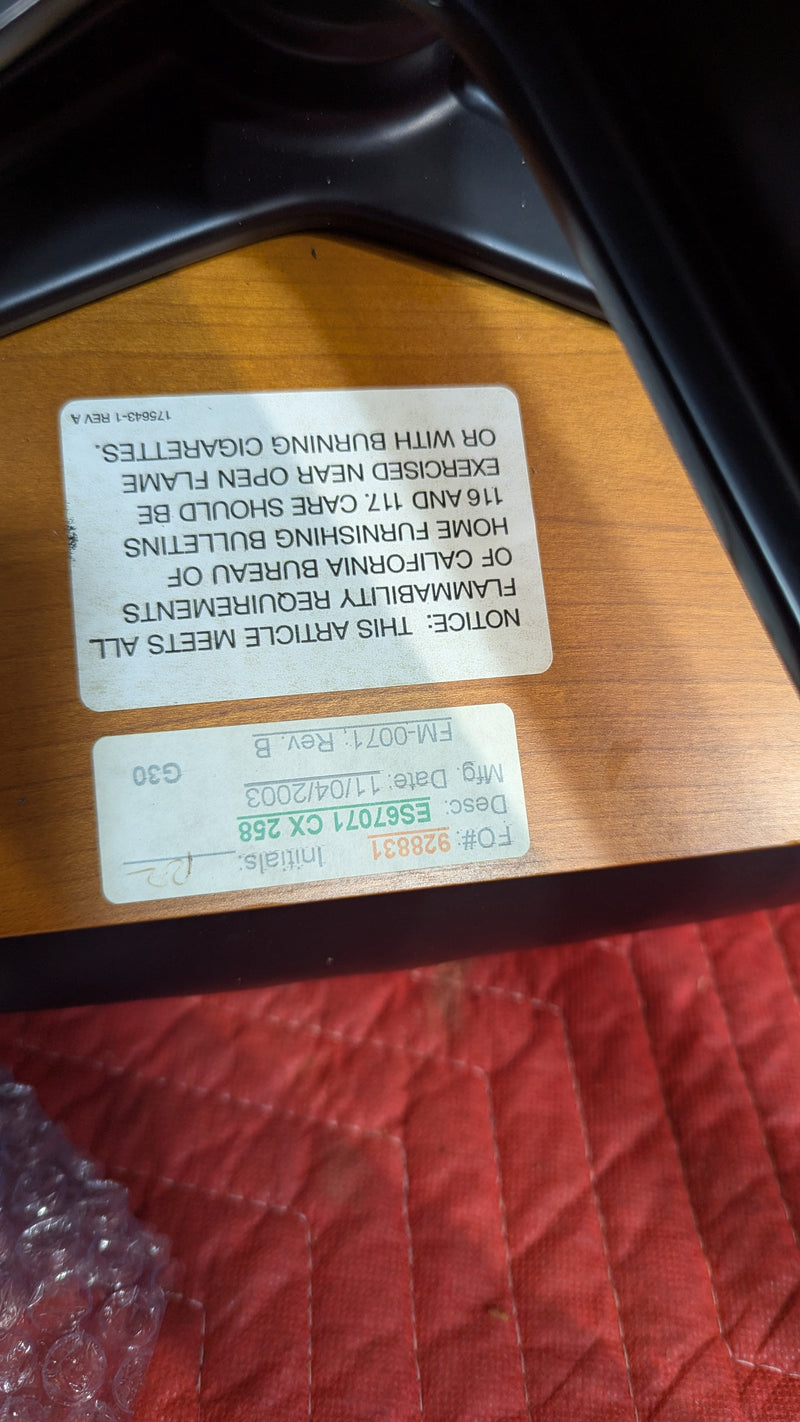 NOTICE: THIS ARTICLE MEETS ALL
FLAMMABILITY REQUIREMENTS
OF CALIFORNIA BUREAU OF
HOME FURNISHING BULLETINS
116 AND 117. CARE SHOULD BE
EXERCISED NEAR OPEN FLAME
OR WITH BURNING CIGARETTES.
175643-1 REV A
FO#: 928831 Initials:
Desc: ES67071 CX 258
Mfg. Date: 11/04/2003 G30
FM-0071; Rev. B